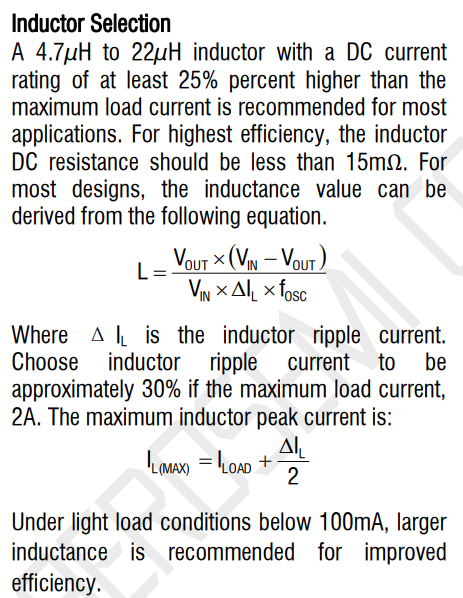 Inductor Selection
A 4.7μH to 22μH inductor with a DC current
rating of at least 25% percent higher than the
maximum load current is recommended for most
applications. For highest efficiency, the inductor
DC resistance should be less than 15mΩ. For
most designs, the inductance value can be
derived from the following equation.
L = VOUT × (VIN − VOUT) / VIN × ΔIL × fOSC
Where Δ IL is the inductor ripple current.
Choose inductor ripple current to be
approximately 30% if the maximum load current,
2A. The maximum inductor peak current is:
IL(MAX) = ILOAD + ΔIL / 2
Under light load conditions below 100mA, larger
inductance is recommended for improved
efficiency.